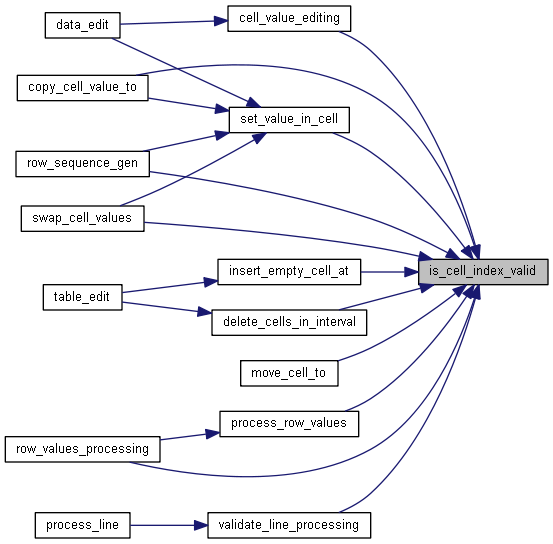 data_edit
cell_value_editing
copy_cell_value_to
set_value_in_cell
row_sequence_gen
swap_cell_values
is_cell_index_valid
insert_empty_cell_at
table_edit
delete_cells_in_interval
move_cell_to
process_row_values
row_values_processing
process_line
validate_line_processing